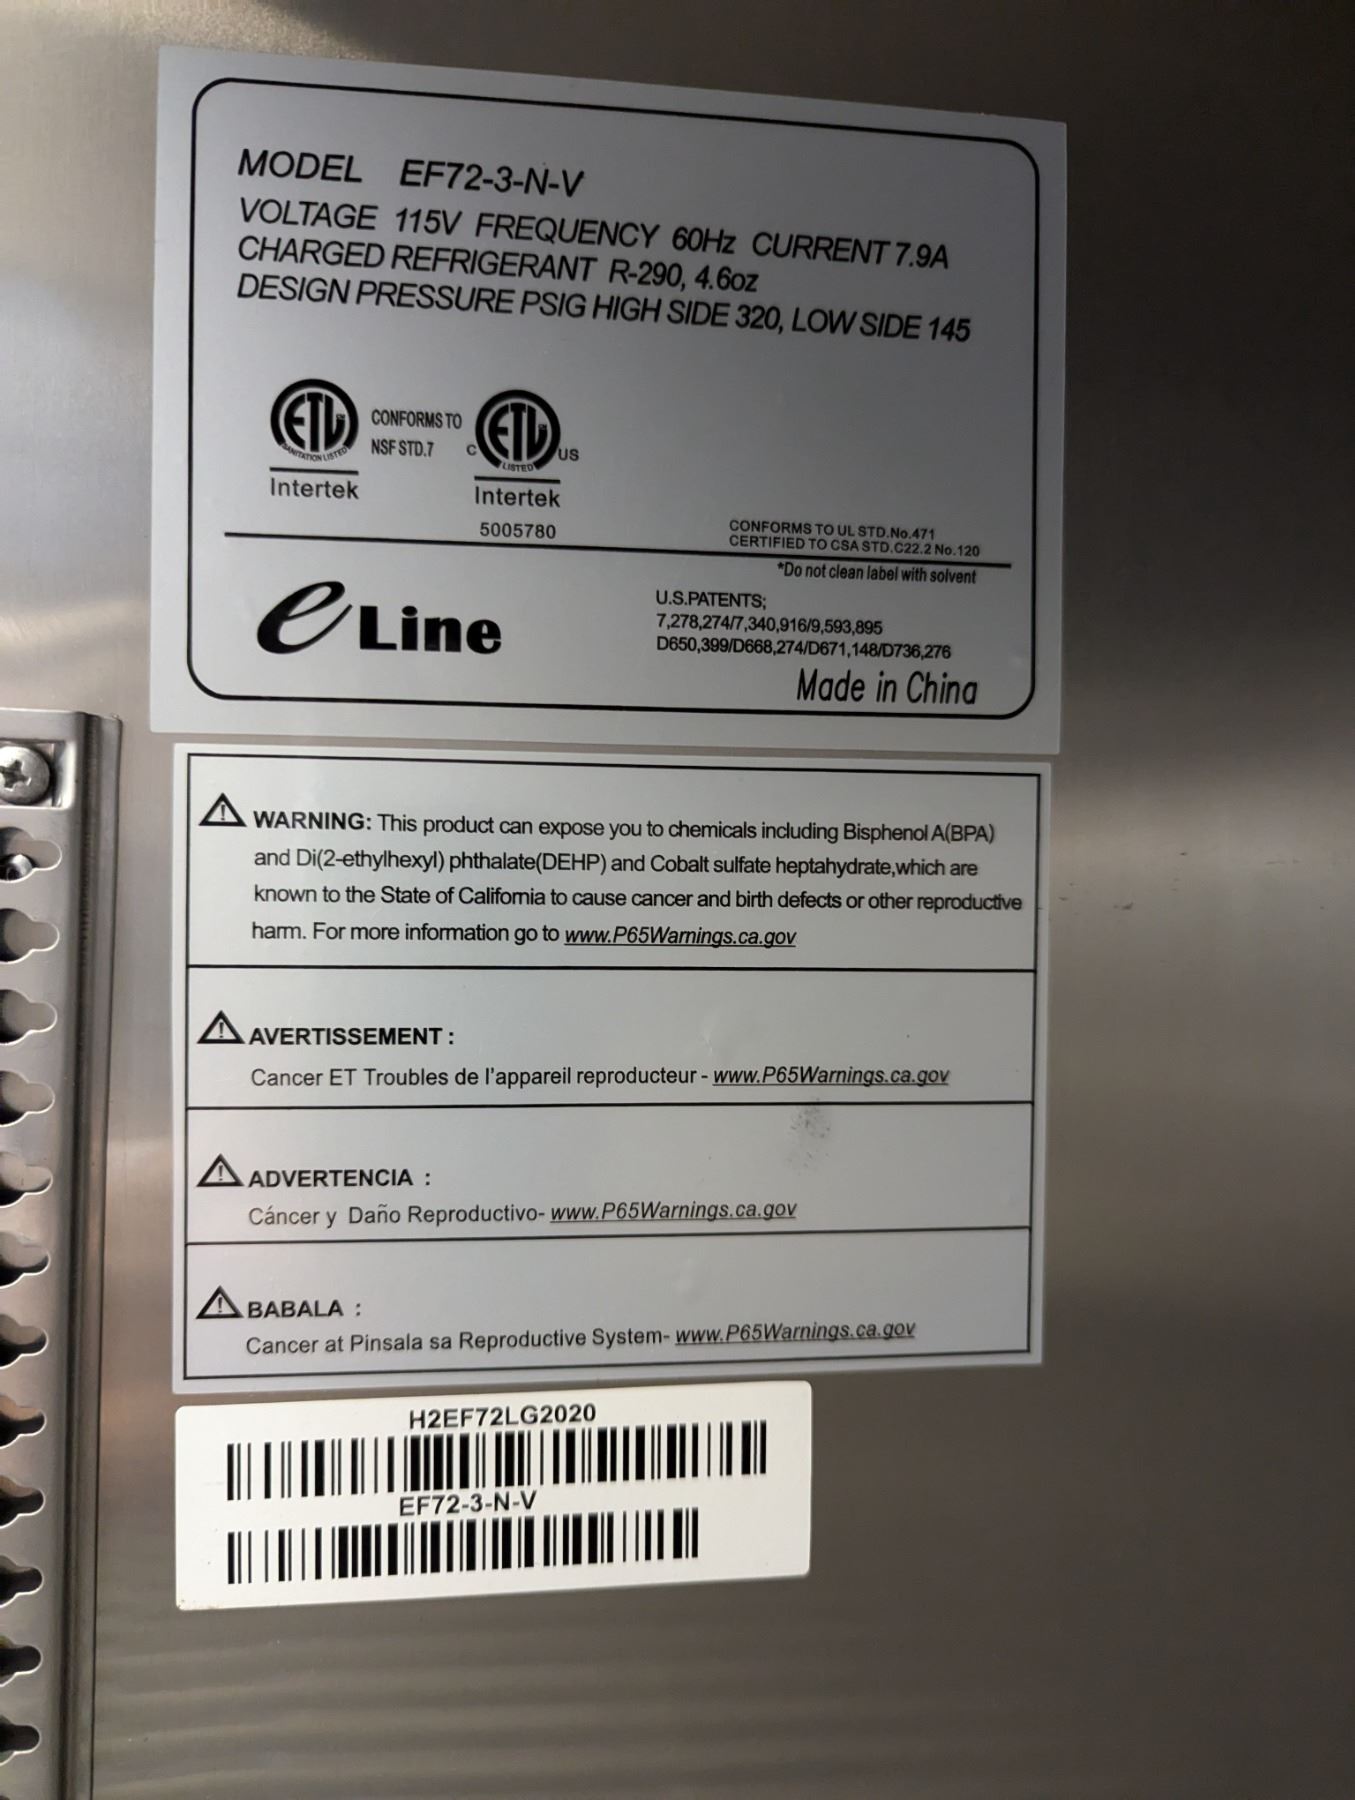 MODEL EF72-3-N-V
VOLTAGE 115V FREQUENCY 60Hz CURRENT 7.9A
CHARGED REFRIGERANT R-290, 4.6oz
DESIGN PRESSURE PSIG HIGH SIDE 320, LOW SIDE 145
ETL
SANITATION LISTED
Intertek
CONFORMS TO
NSF STD.7
C ETL US
LISTED
Intertek
5005780
CONFORMS TO UL STD.No.471
CERTIFIED TO CSA STD.C22.2 No.120
*Do not clean label with solvent
e Line
U.S.PATENTS;
7,278,274/7,340,916/9,593,895
D650,399/D668,274/D671,148/D736,276
Made in China
WARNING: This product can expose you to chemicals including Bisphenol A(BPA)
and Di(2-ethylhexyl) phthalate(DEHP) and Cobalt sulfate heptahydrate,which are
known to the State of California to cause cancer and birth defects or other reproductive
harm. For more information go to www.P65Warnings.ca.gov
AVERTISSEMENT :
Cancer ET Troubles de l'appareil reproducteur - www.P65Warnings.ca.gov
ADVERTENCIA :
Cáncer y Daño Reproductivo- www.P65Warnings.ca.gov
BABALA :
Cancer at Pinsala sa Reproductive System- www.P65Warnings.ca.gov
H2EF72LG2020
EF72-3-N-V